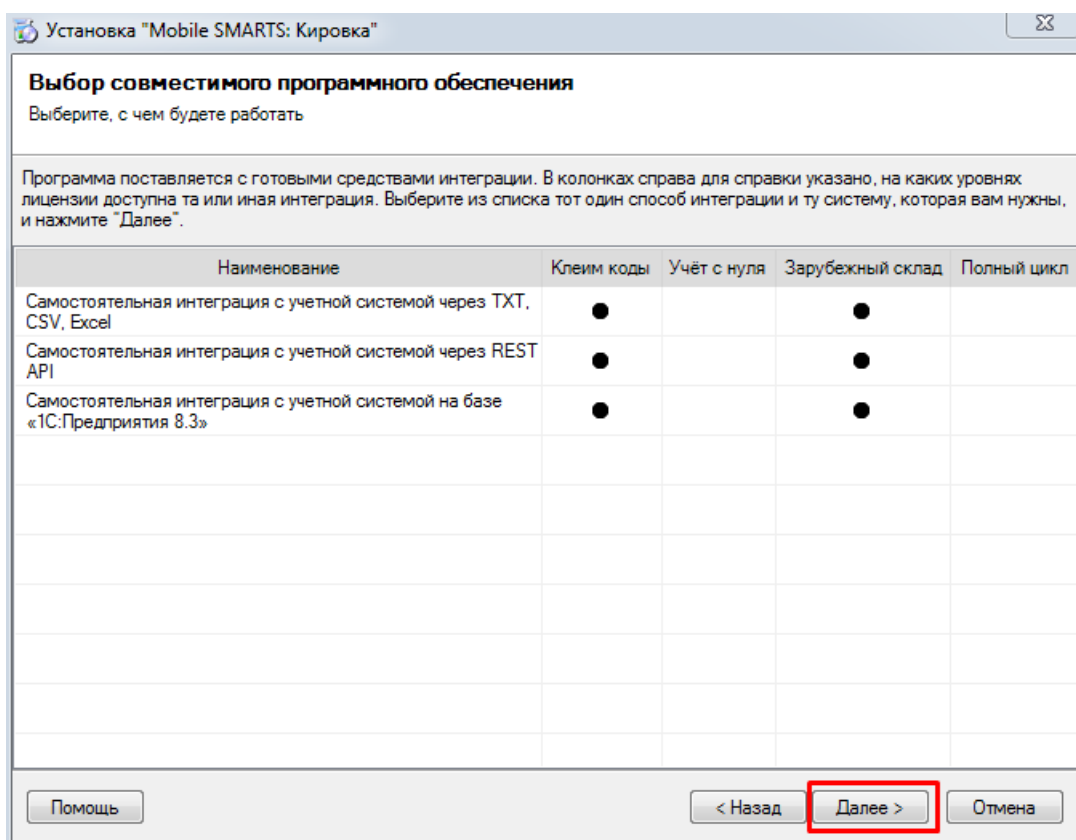 Установка "Mobile SMARTS: Кировка"
Выбор совместимого программного обеспечения
Выберите, с чем будете работать
Программа поставляется с готовыми средствами интеграции. В колонках справа для справки указано, на каких уровнях
лицензии доступна та или иная интеграция. Выберите из списка тот один способ интеграции и ту систему, которая вам нужны,
и нажмите "Далее".
Наименование Клеим коды Учёт с нуля Зарубежный склад Полный цикл
Самостоятельная интеграция с учетной системой через TXT,
CSV, Excel
Самостоятельная интеграция с учетной системой через REST
API
Самостоятельная интеграция с учетной системой на базе
«1С:Предприятия 8.3»
Помощь < Назад Далее > Отмена